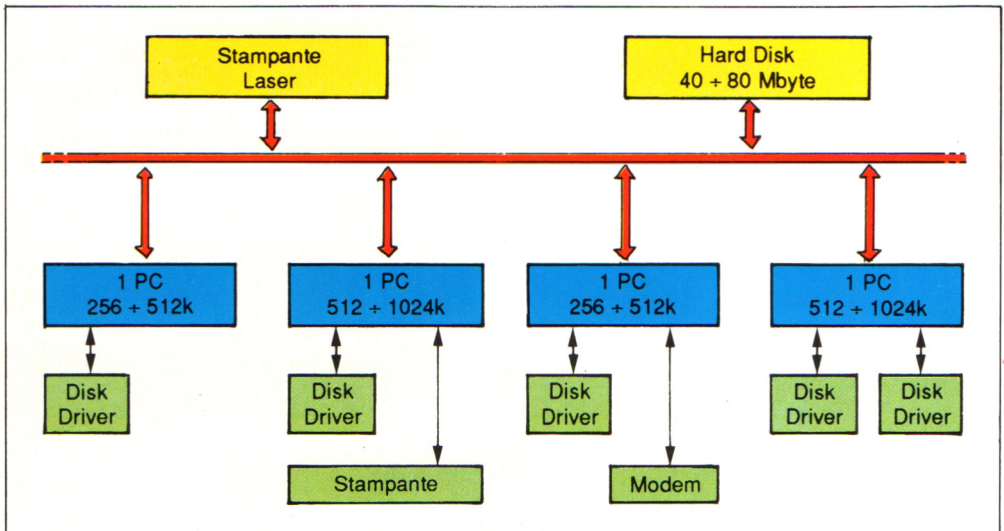 Stampante
Laser
Hard Disk
40 ÷ 80 Mbyte
1 PC
256 ÷ 512k
1 PC
512 ÷ 1024k
1 PC
256 ÷ 512k
1 PC
512 ÷ 1024k
Disk
Driver
Disk
Driver
Disk
Driver
Disk
Driver
Disk
Driver
Stampante
Modem